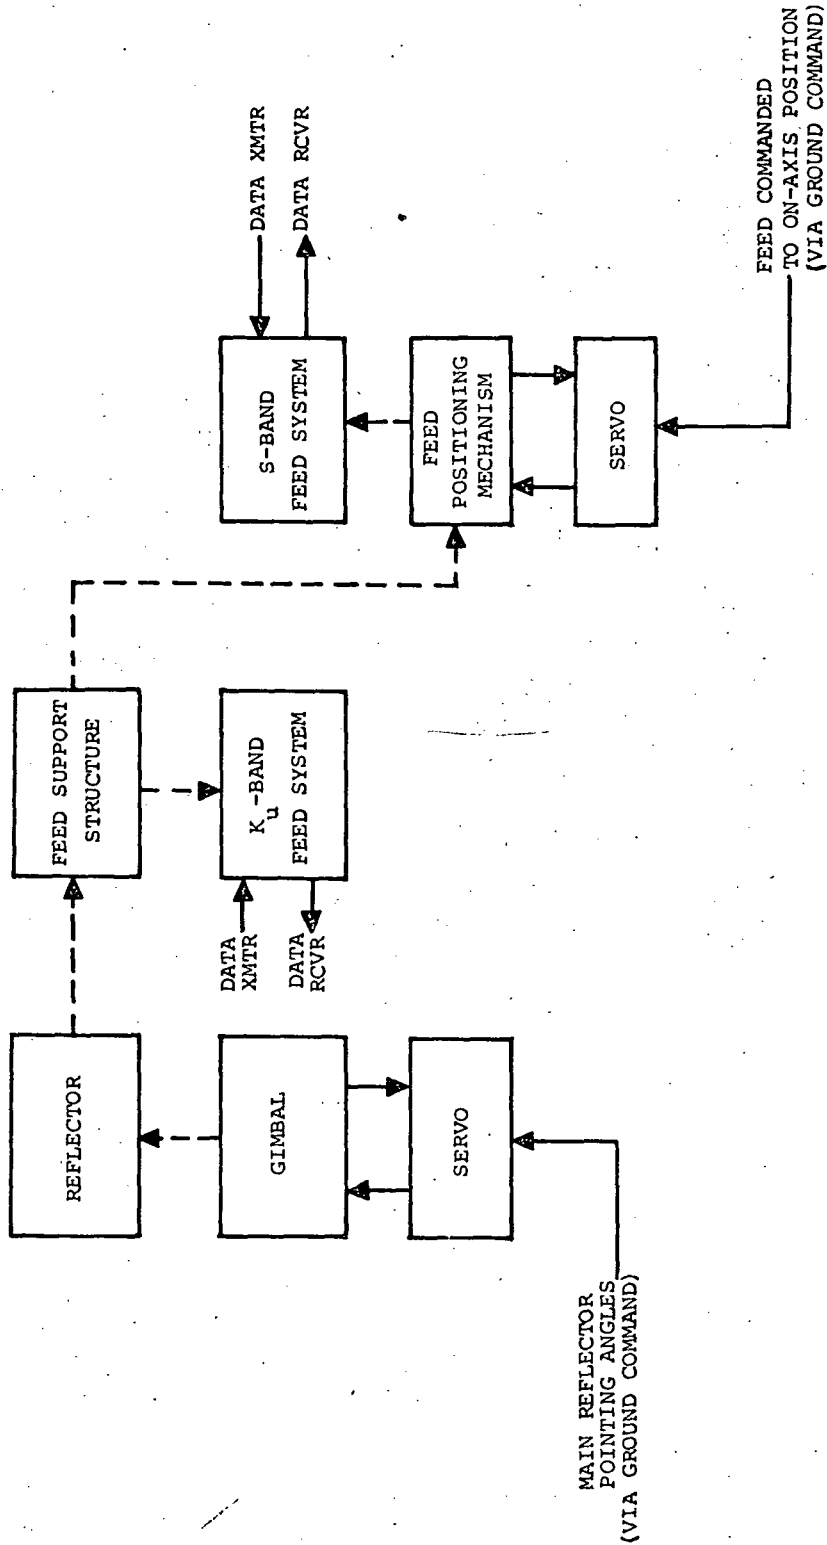 REFLECTOR
FEED SUPPORT
STRUCTURE
GIMBAL
DATA
XMTR
DATA
RCVR
K_u-BAND
FEED SYSTEM
S-BAND
FEED SYSTEM
DATA XMTR
DATA RCVR
SERVO
FEED
POSITIONING
MECHANISM
SERVO
MAIN REFLECTOR
POINTING ANGLES
(VIA GROUND COMMAND)
FEED COMMANDED
TO ON-AXIS POSITION
(VIA GROUND COMMAND)